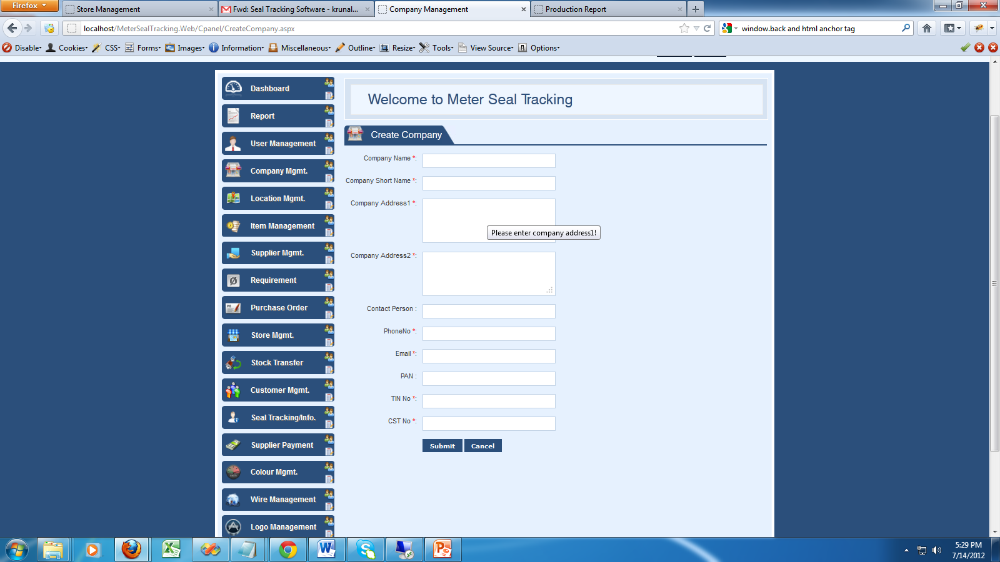 Firefox
Store Management
Fwd: Seal Tracking Software - krunal...
Company Management
Production Report
localhost/MeterSealTracking.Web/Cpanel/CreateCompany.aspx
window.back and html anchor tag
Disable
Cookies
CSS
Forms
Images
Information
Miscellaneous
Outline
Resize
Tools
View Source
Options
Dashboard
Report
User Management
Company Mgmt.
Location Mgmt.
Item Management
Supplier Mgmt.
Requirement
Purchase Order
Store Mgmt.
Stock Transfer
Customer Mgmt.
Seal Tracking/Info.
Supplier Payment
Colour Mgmt.
Wire Management
Logo Management
Welcome to Meter Seal Tracking
Create Company
Company Name *:
Company Short Name *:
Company Address1 *:
Please enter company address1!
Company Address2 *:
Contact Person :
PhoneNo *:
Email *:
PAN :
TIN No *:
CST No *:
Submit
Cancel
5:29 PM
7/14/2012